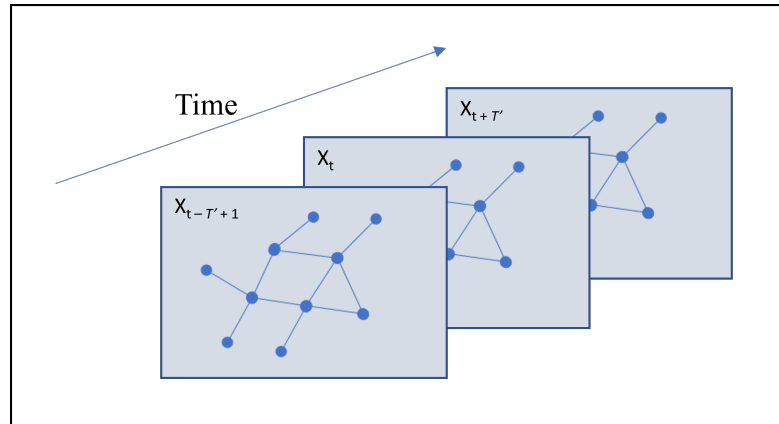 Time
X_{t + T′}
X_t
X_{t − T′ + 1}